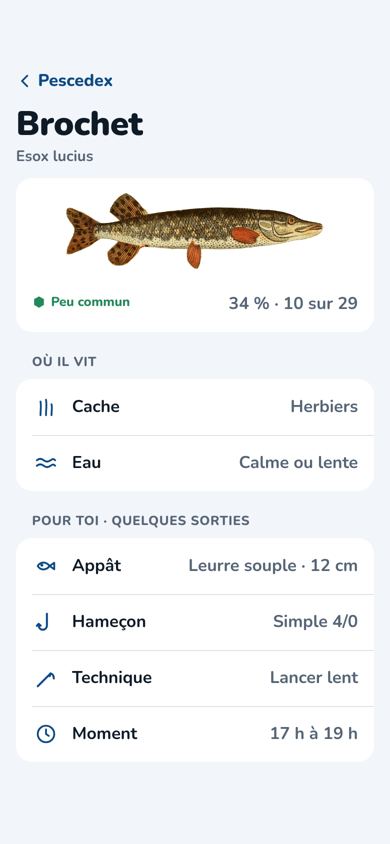 Pescedex
Brochet
Esox lucius
Peu commun
34 % · 10 sur 29
OÙ IL VIT
Cache
Herbiers
Eau
Calme ou lente
POUR TOI · QUELQUES SORTIES
Appât
Leurre souple · 12 cm
Hameçon
Simple 4/0
Technique
Lancer lent
Moment
17 h à 19 h